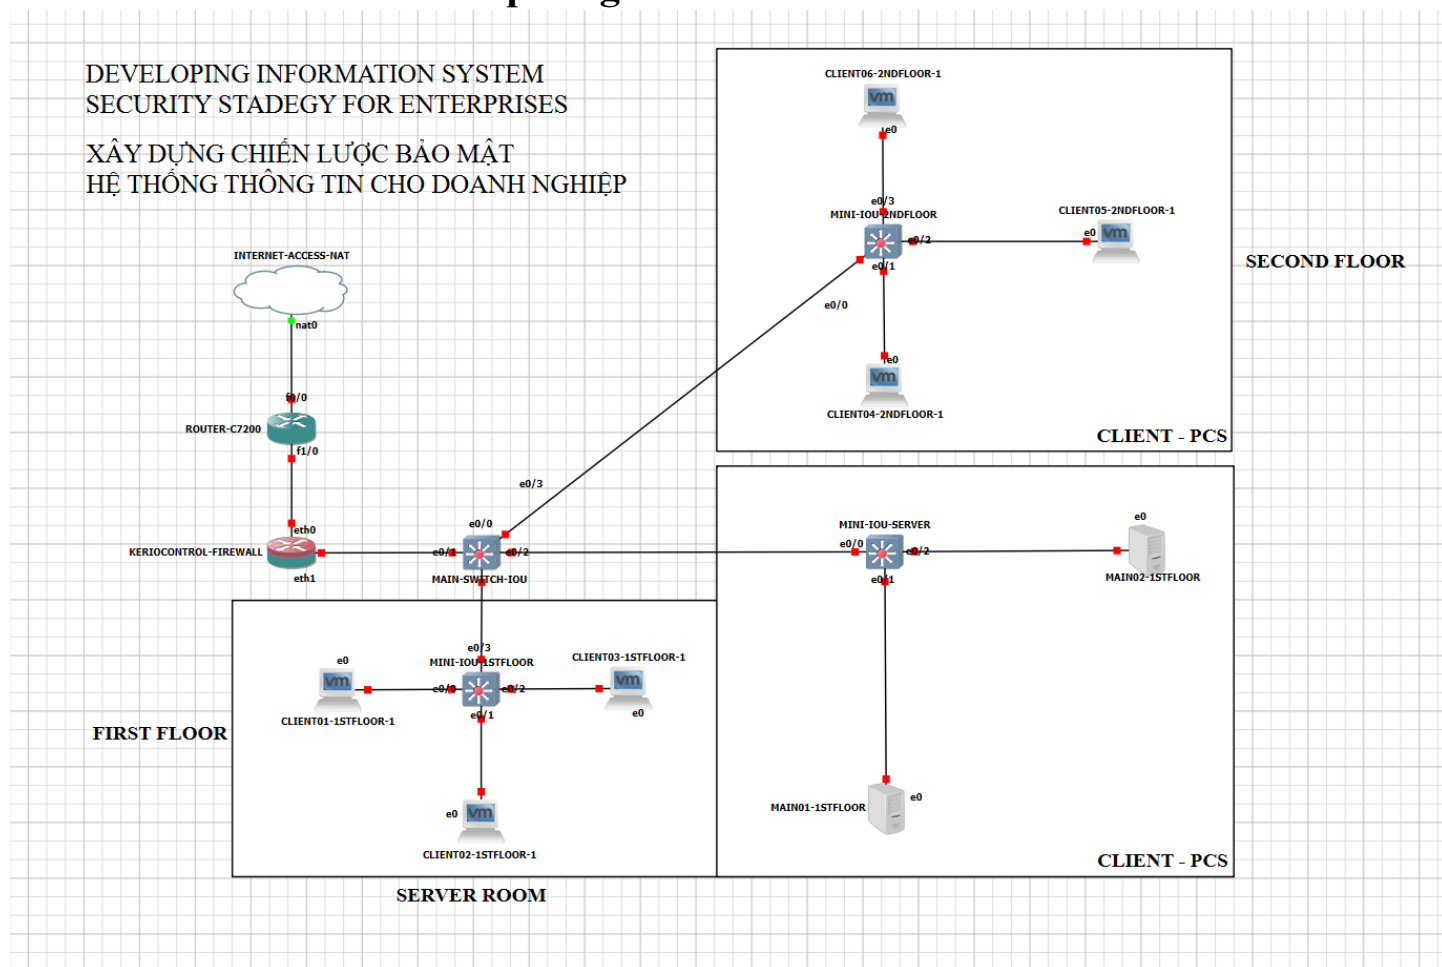 DEVELOPING INFORMATION SYSTEM
SECURITY STADEGY FOR ENTERPRISES
XÂY DỰNG CHIẾN LƯỢC BẢO MẬT
HỆ THỐNG THÔNG TIN CHO DOANH NGHIỆP
INTERNET-ACCESS-NAT
nat0
f0/0
ROUTER-C7200
f1/0
eth0
KERIOCONTROL-FIREWALL
eth1
e0/0
e0/1
e0/2
MAIN-SWITCH-IOU
e0/3
CLIENT06-2NDFLOOR-1
e0
e0/3
MINI-IOU-2NDFLOOR
e0/2
e0/1
e0/0
CLIENT05-2NDFLOOR-1
e0
e0
CLIENT04-2NDFLOOR-1
CLIENT - PCS
SECOND FLOOR
MINI-IOU-SERVER
e0/0
e0/2
e0/1
e0
MAIN02-1STFLOOR
MAIN01-1STFLOOR
e0
CLIENT - PCS
e0/3
MINI-IOU-1STFLOOR
e0
e0/0
e0/2
e0/1
CLIENT01-1STFLOOR-1
CLIENT03-1STFLOOR-1
e0
e0
CLIENT02-1STFLOOR-1
FIRST FLOOR
SERVER ROOM